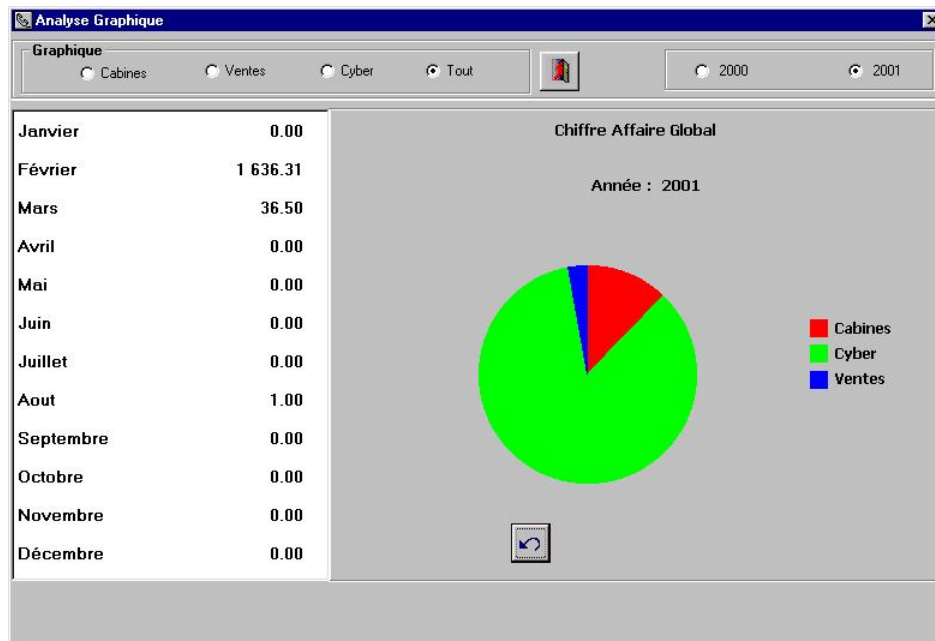 Analyse Graphique
Graphique
Cabines Ventes Cyber Tout 2000 2001
Janvier 0.00
Février 1 636.31
Mars 36.50
Avril 0.00
Mai 0.00
Juin 0.00
Juillet 0.00
Aout 1.00
Septembre 0.00
Octobre 0.00
Novembre 0.00
Décembre 0.00
Chiffre Affaire Global
Année : 2001
Cabines
Cyber
Ventes